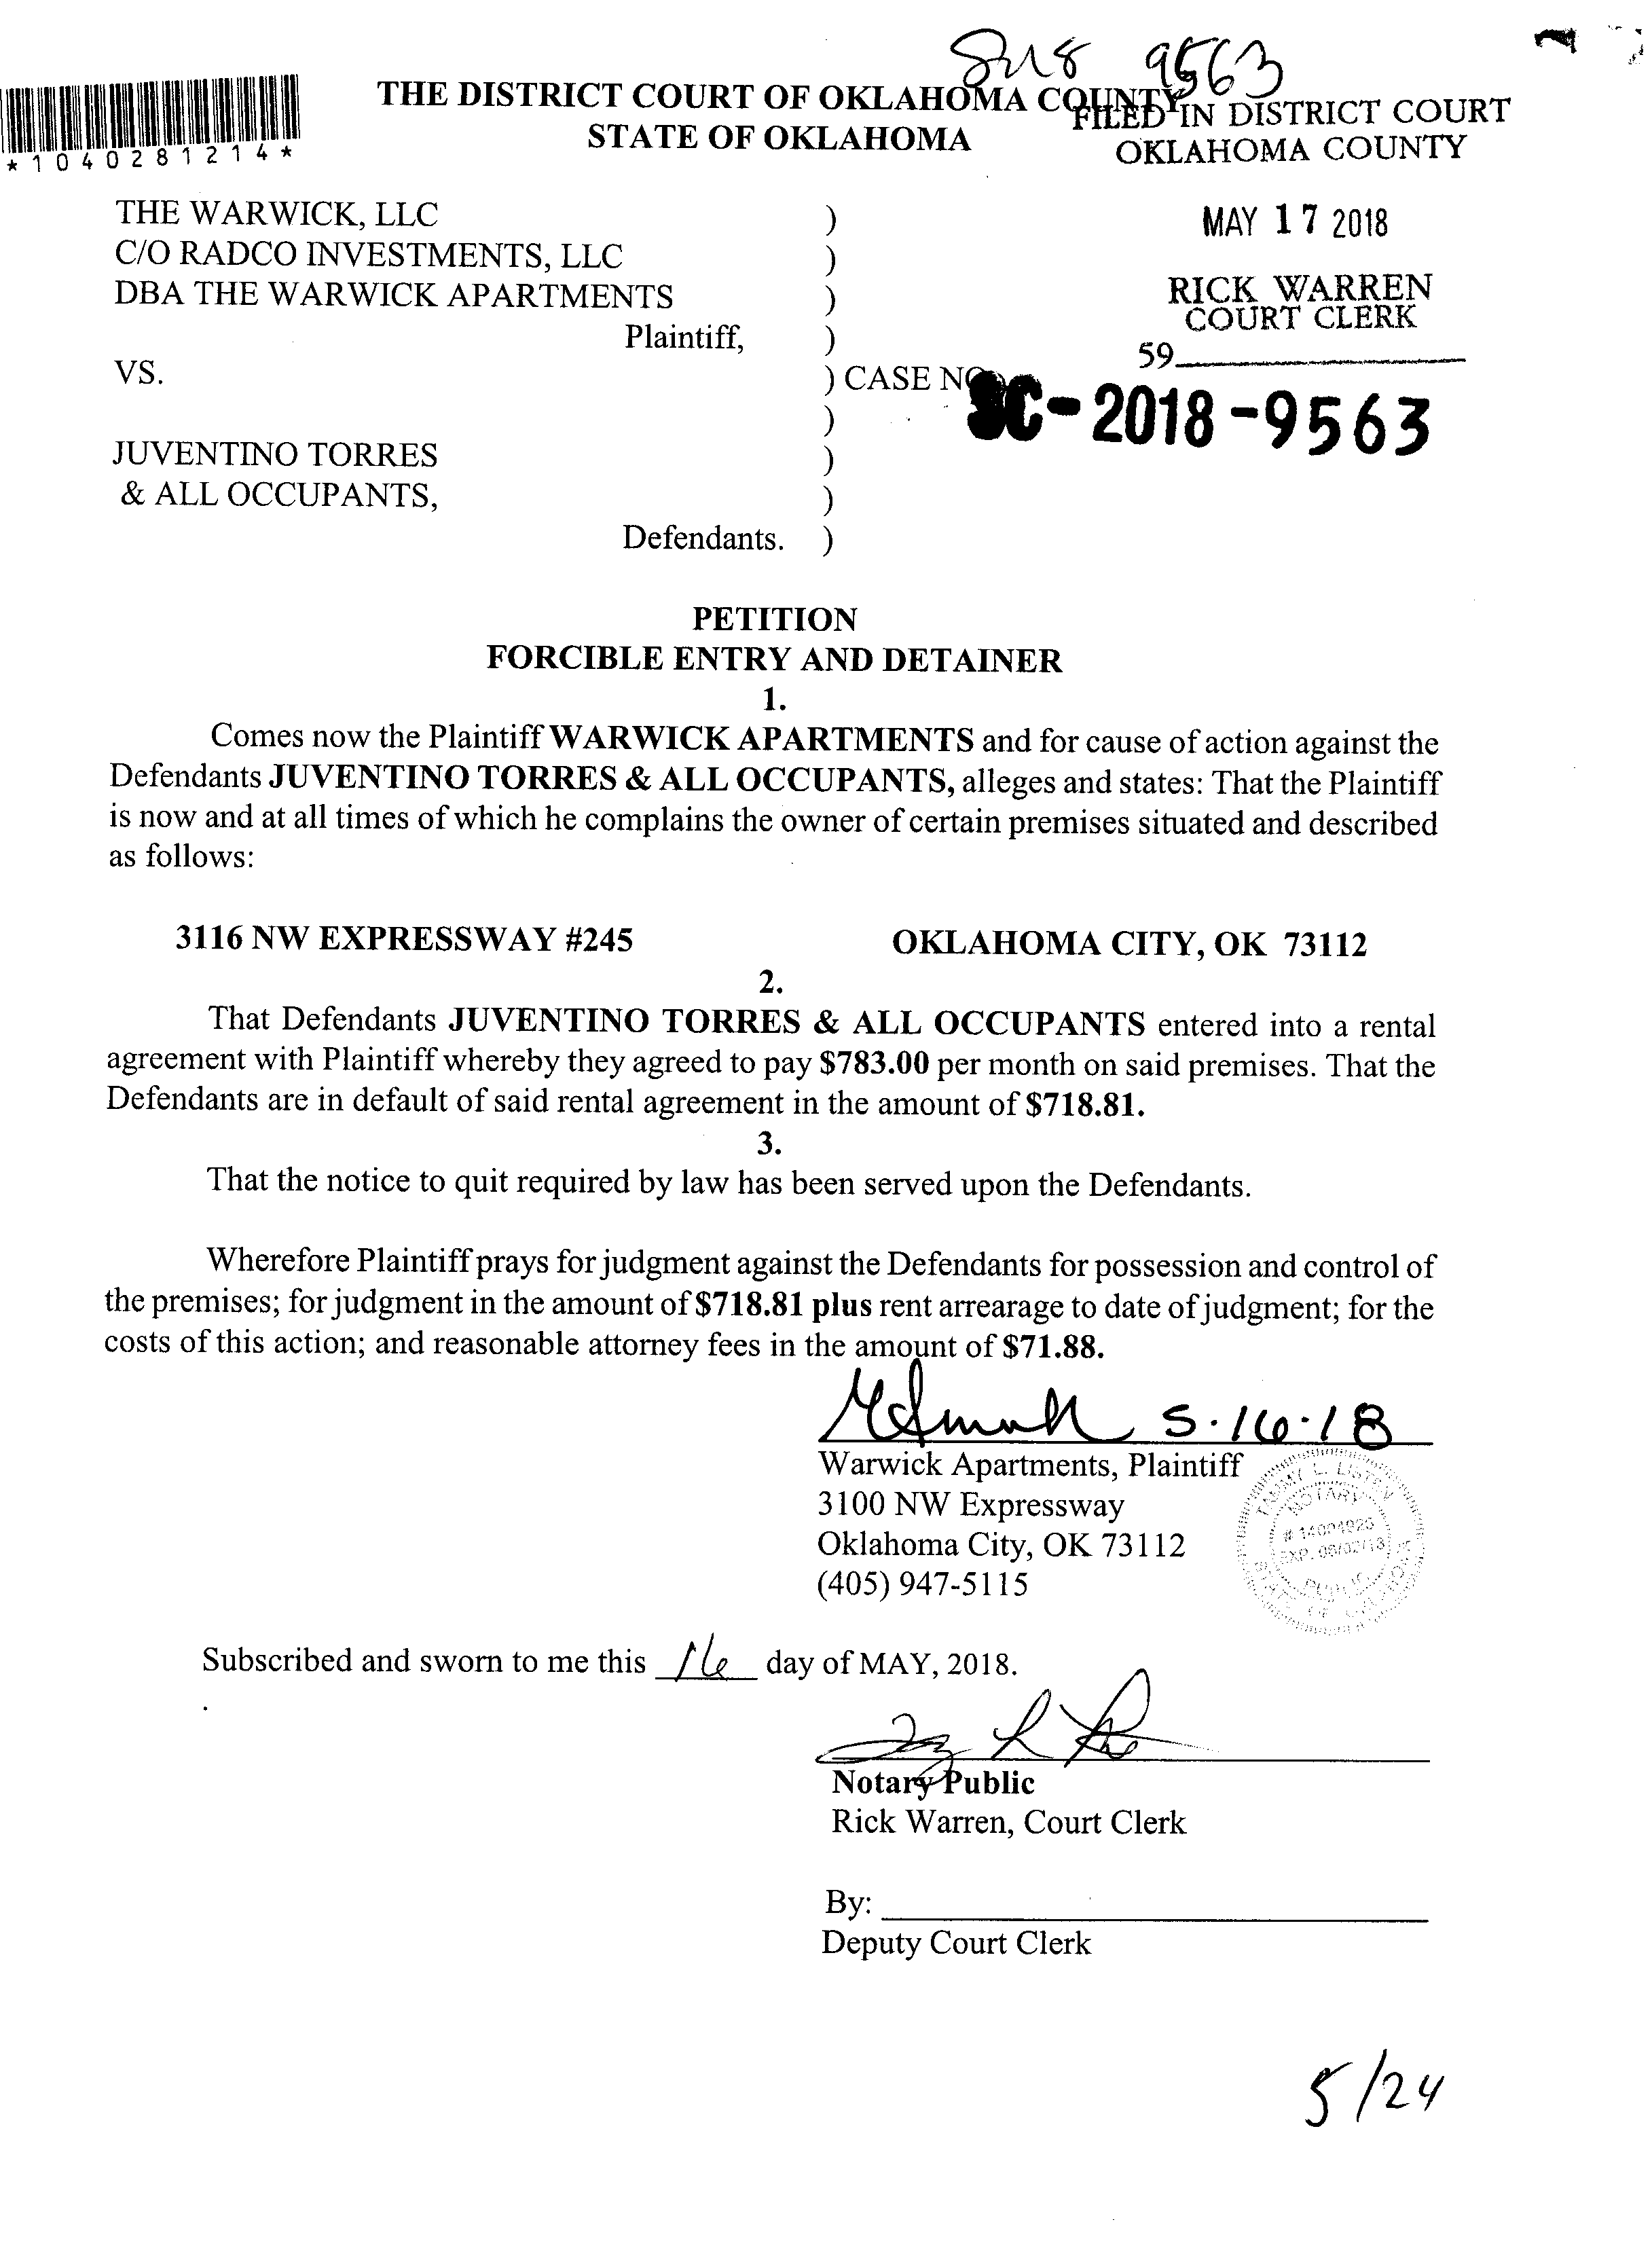 9563
*1040281214*
THE DISTRICT COURT OF OKLAHOMA COUNTY
STATE OF OKLAHOMA
FILED IN DISTRICT COURT
OKLAHOMA COUNTY
MAY 17 2018
RICK WARREN
COURT CLERK
59
THE WARWICK, LLC )
C/O RADCO INVESTMENTS, LLC )
DBA THE WARWICK APARTMENTS )
Plaintiff, )
VS. ) CASE NO.
SC-2018-9563
)
JUVENTINO TORRES )
& ALL OCCUPANTS, )
Defendants. )
PETITION
FORCIBLE ENTRY AND DETAINER
1.
Comes now the Plaintiff WARWICK APARTMENTS and for cause of action against the
Defendants JUVENTINO TORRES & ALL OCCUPANTS, alleges and states: That the Plaintiff
is now and at all times of which he complains the owner of certain premises situated and described
as follows:
3116 NW EXPRESSWAY #245 OKLAHOMA CITY, OK 73112
2.
That Defendants JUVENTINO TORRES & ALL OCCUPANTS entered into a rental
agreement with Plaintiff whereby they agreed to pay $783.00 per month on said premises. That the
Defendants are in default of said rental agreement in the amount of $718.81.
3.
That the notice to quit required by law has been served upon the Defendants.
Wherefore Plaintiff prays for judgment against the Defendants for possession and control of
the premises; for judgment in the amount of $718.81 plus rent arrearage to date of judgment; for the
costs of this action; and reasonable attorney fees in the amount of $71.88.
5.16.18
Warwick Apartments, Plaintiff
3100 NW Expressway
Oklahoma City, OK 73112
(405) 947-5115
TAMMY L.
NOTARY
PUBLIC
STATE OF OKLAHOMA
Subscribed and sworn to me this 16 day of MAY, 2018.
Notary Public
Rick Warren, Court Clerk
By:
Deputy Court Clerk
5/24